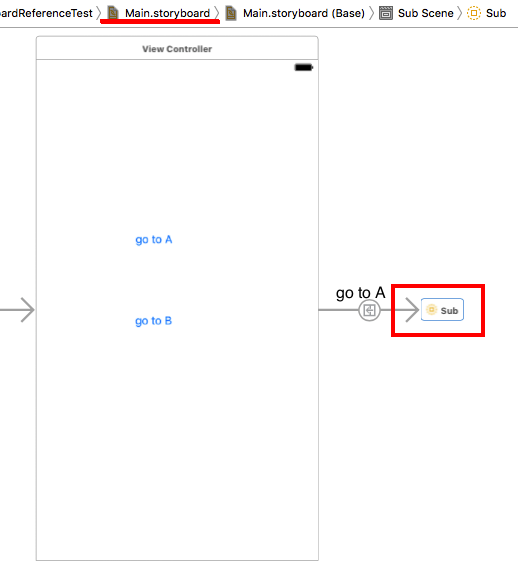 ardReferenceTest Main.storyboard Main.storyboard (Base) Sub Scene Sub
View Controller
go to A
go to A
Sub
go to B